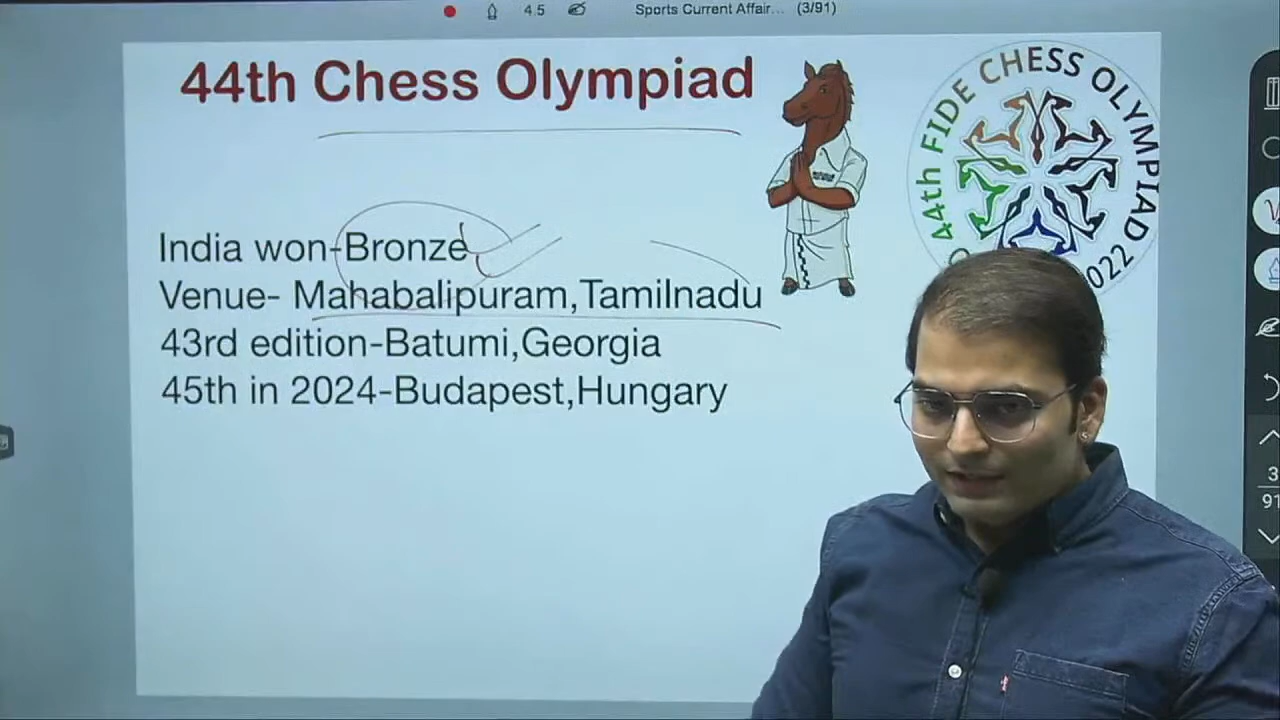 4.5 Sports Current Affair... (3/91)
44th Chess Olympiad
44th FIDE CHESS OLYMPIAD
2022
India won-Bronze
Venue- Mahabalipuram,Tamilnadu
43rd edition-Batumi,Georgia
45th in 2024-Budapest,Hungary
3
91